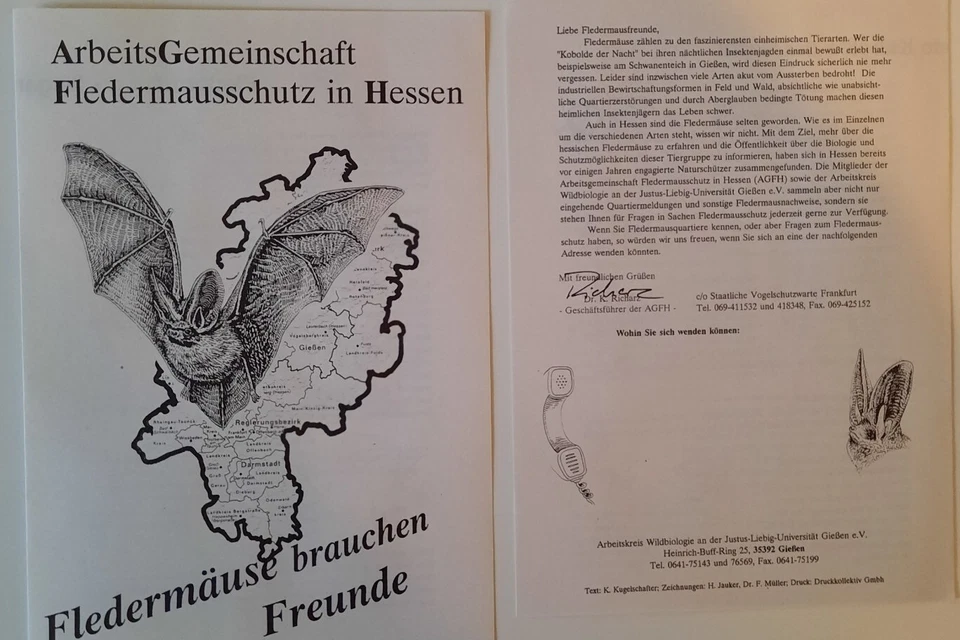 ArbeitsGemeinschaft
Fledermausschutz in Hessen
Gießen
Regierungsbezirk
Darmstadt
Fledermäuse brauchen
Freunde
Liebe Fledermausfreunde,
Fledermäuse zählen zu den faszinierensten einheimischen Tierarten. Wer die
"Kobolde der Nacht" bei ihren nächtlichen Insektenjagden einmal bewußt erlebt hat,
beispielsweise am Schwanenteich in Gießen, wird diesen Eindruck sicherlich nie mehr
vergessen. Leider sind inzwischen viele Arten akut vom Aussterben bedroht! Die
industriellen Bewirtschaftungsformen in Feld und Wald, absichtliche wie unabsicht-
liche Quartierzerstörungen und durch Aberglauben bedingte Tötung machen diesen
heimlichen Insektenjägern das Leben schwer.
Auch in Hessen sind die Fledermäuse selten geworden. Wie es im Einzelnen
um die verschiedenen Arten steht, wissen wir nicht. Mit dem Ziel, mehr über die
hessischen Fledermäuse zu erfahren und die Öffentlichkeit über die Biologie und
Schutzmöglichkeiten dieser Tiergruppe zu informieren, haben sich in Hessen bereits
vor einigen Jahren engagierte Naturschützer zusammengefunden. Die Mitglieder der
Arbeitsgemeinschaft Fledermausschutz in Hessen (AGFH) sowie der Arbeitskreis
Wildbiologie an der Justus-Liebig-Universität Gießen e.V. sammeln aber nicht nur
eingehende Quartiermeldungen und sonstige Fledermausnachweise, sondern sie
stehen Ihnen für Fragen in Sachen Fledermausschutz jederzeit gerne zur Verfügung.
Wenn Sie Fledermausquartiere kennen, oder aber Fragen zum Fledermaus-
schutz haben, so würden wir uns freuen, wenn Sie sich an eine der nachfolgenden
Adresse wenden könnten.
Mit freundlichen Grüßen
Dr. K. Richarz
- Geschäftsführer der AGFH -
c/o Staatliche Vogelschutzwarte Frankfurt
Tel. 069-411532 und 418348, Fax. 069-425152
Wohin Sie sich wenden können:
Arbeitskreis Wildbiologie an der Justus-Liebig-Universität Gießen e.V.
Heinrich-Buff-Ring 25, 35392 Gießen
Tel. 0641-75143 und 76569, Fax. 0641-75199
Text: K. Kugelschafter; Zeichnungen: H. Jauker, Dr. F. Müller; Druck: Druckkollektiv Gmbh